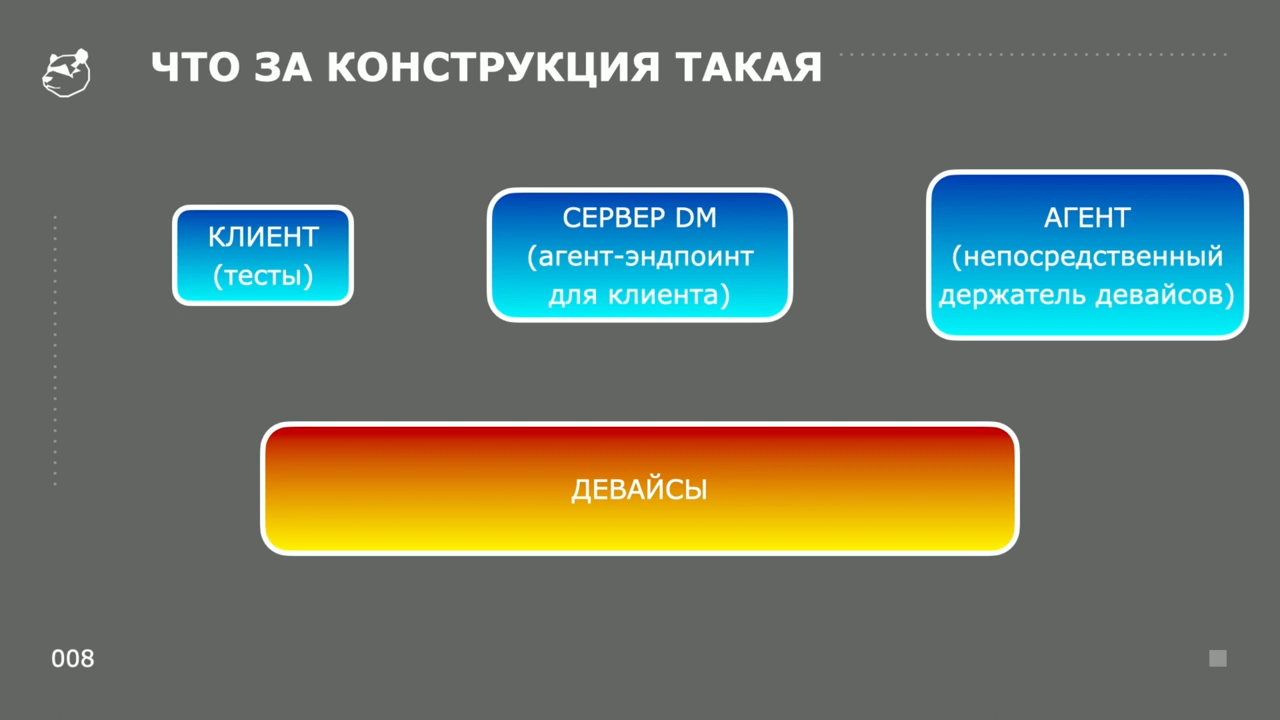 ЧТО ЗА КОНСТРУКЦИЯ ТАКАЯ
КЛИЕНТ
(тесты)
СЕРВЕР DM
(агент-эндпоинт
для клиента)
АГЕНТ
(непосредственный
держатель девайсов)
ДЕВАЙСЫ
008